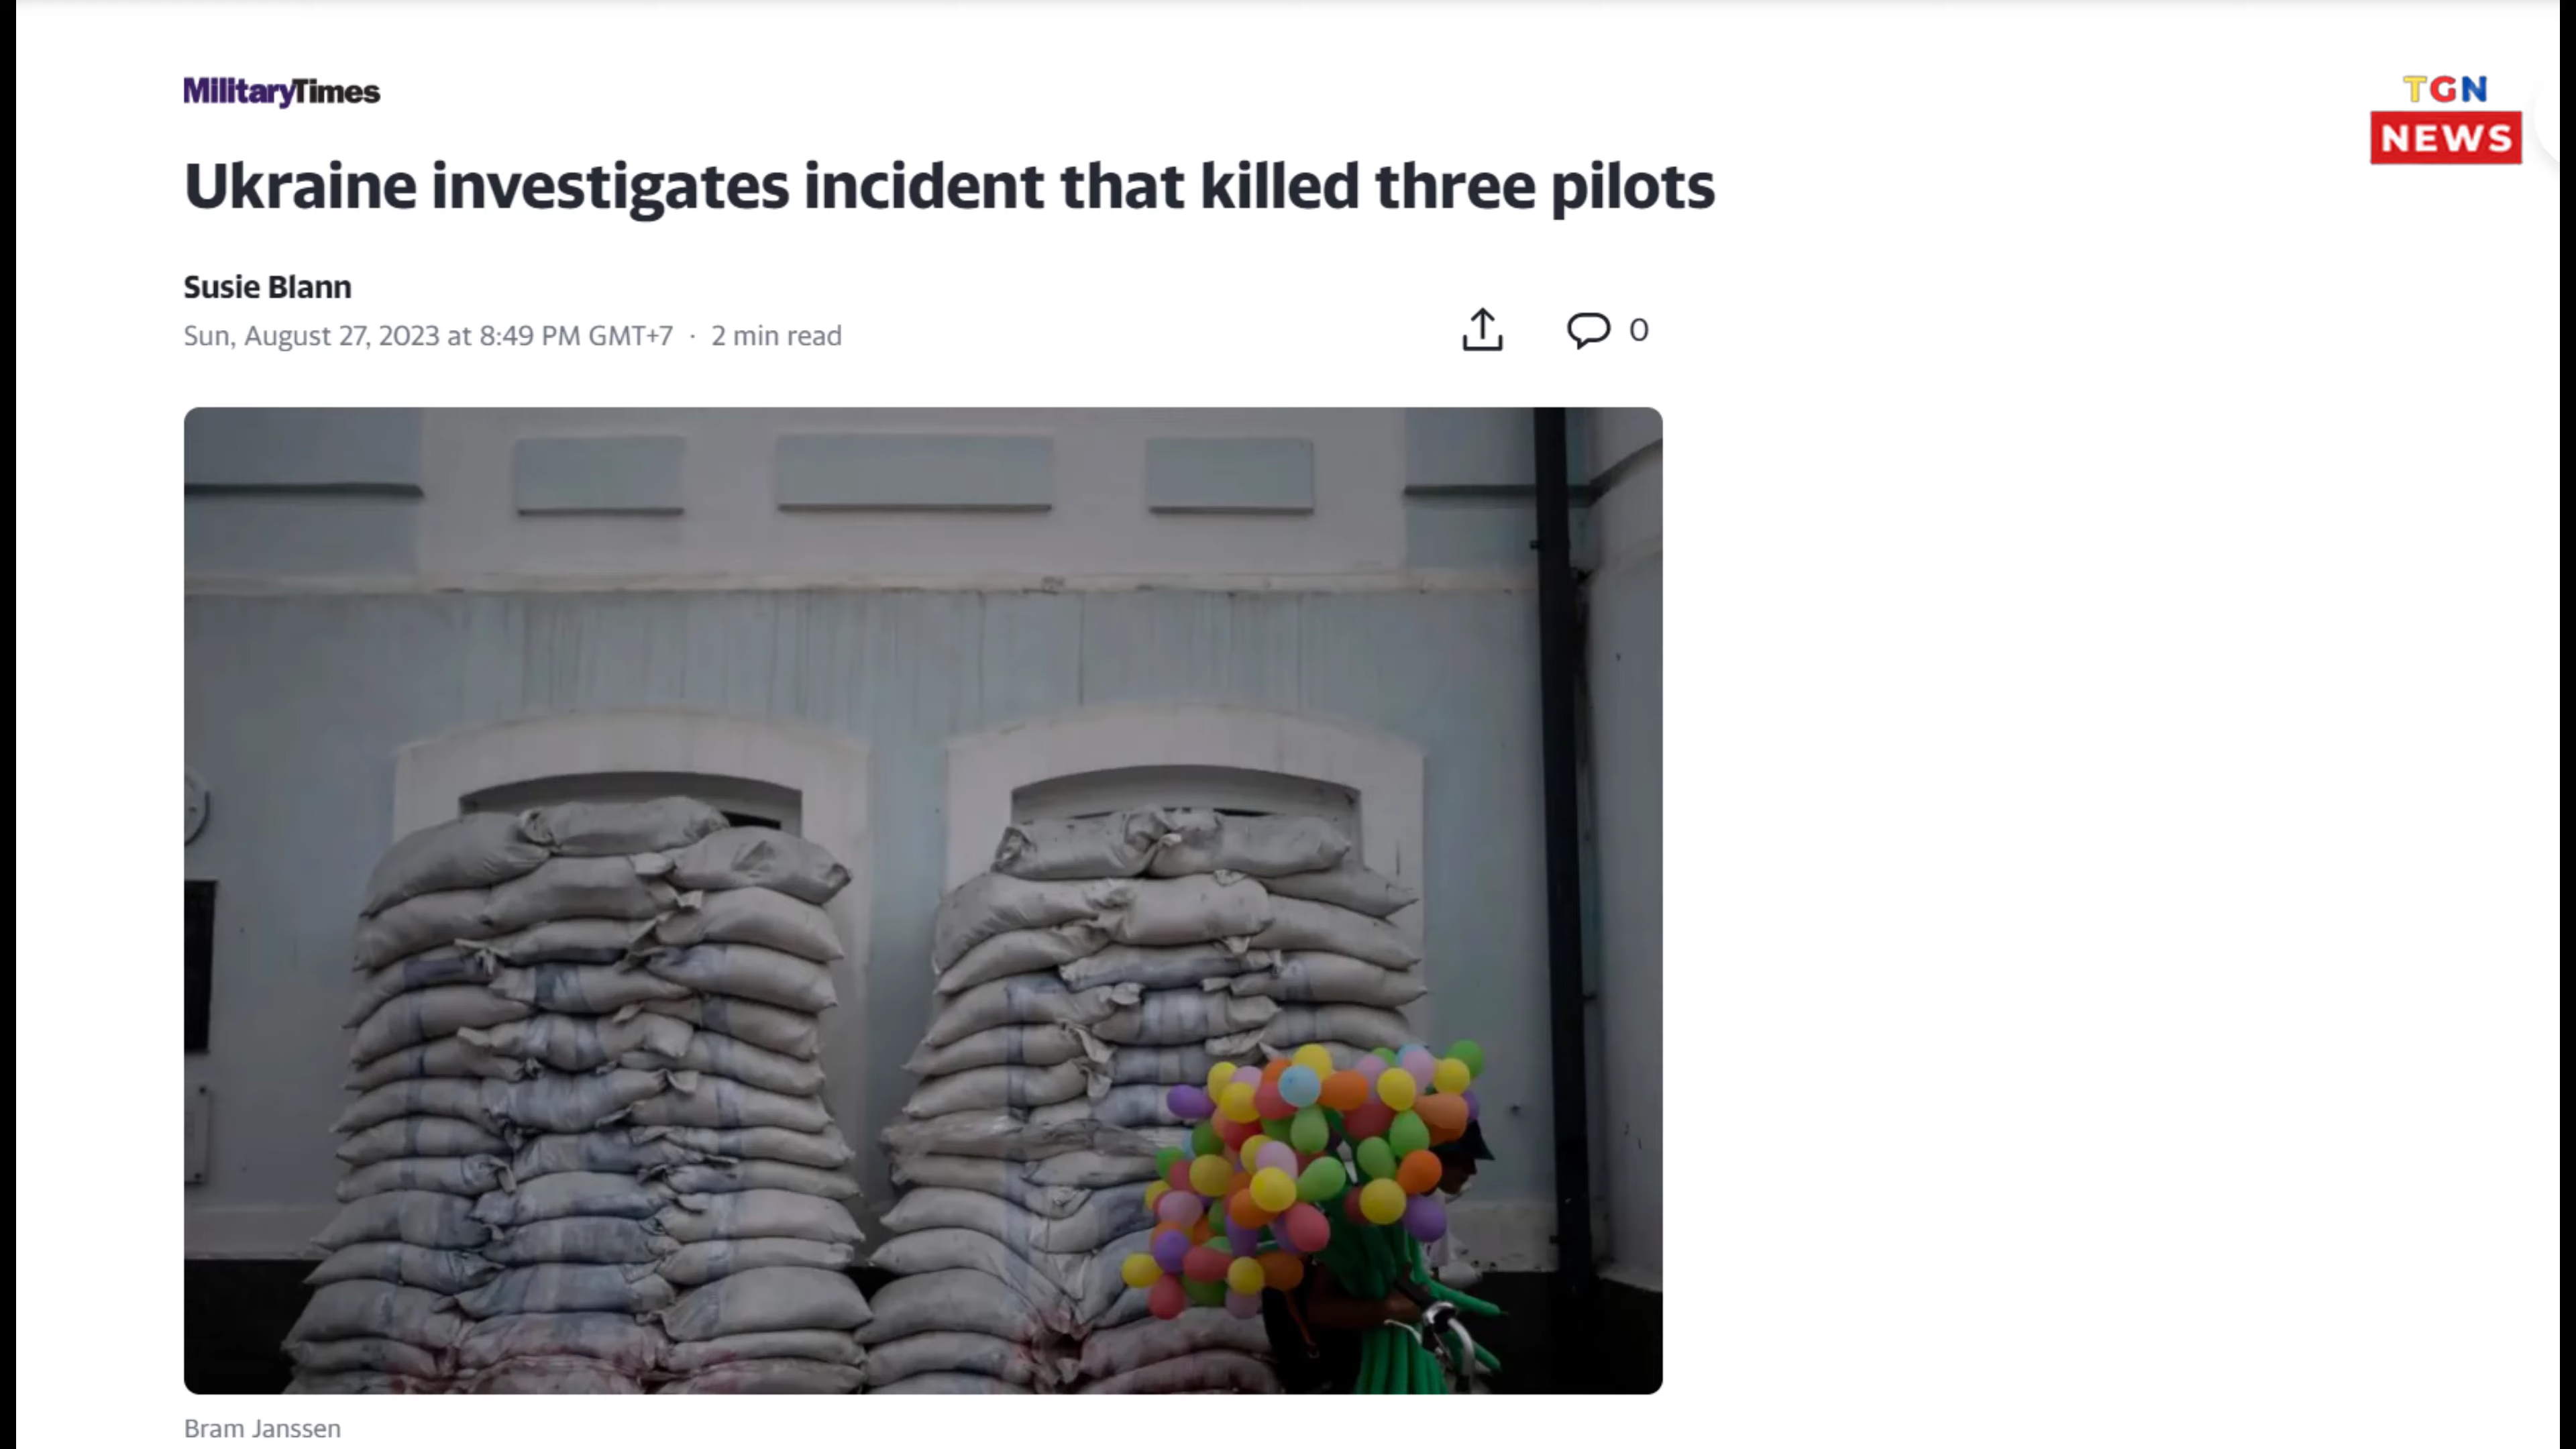 MilitaryTimes
TGN
NEWS
Ukraine investigates incident that killed three pilots
Susie Blann
Sun, August 27, 2023 at 8:49 PM GMT+7 · 2 min read
0
Bram Janssen